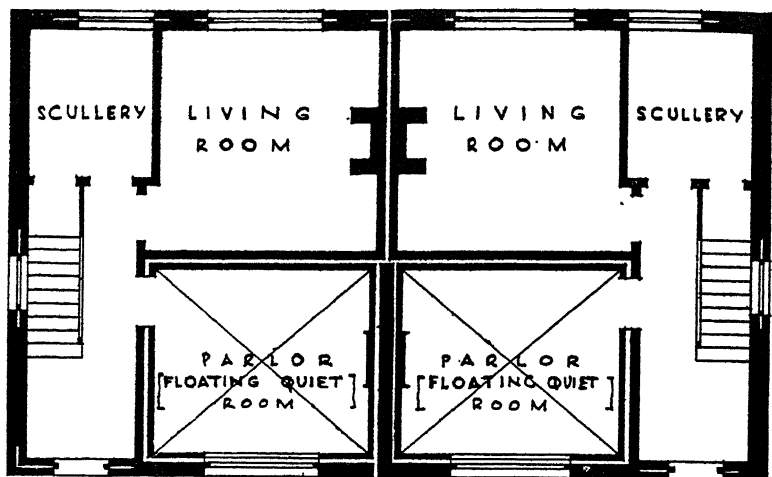 SCULLERY
LIVING
ROOM
LIVING
ROOM
SCULLERY
PARLOR
[FLOATING QUIET]
ROOM
PARLOR
[FLOATING QUIET]
ROOM